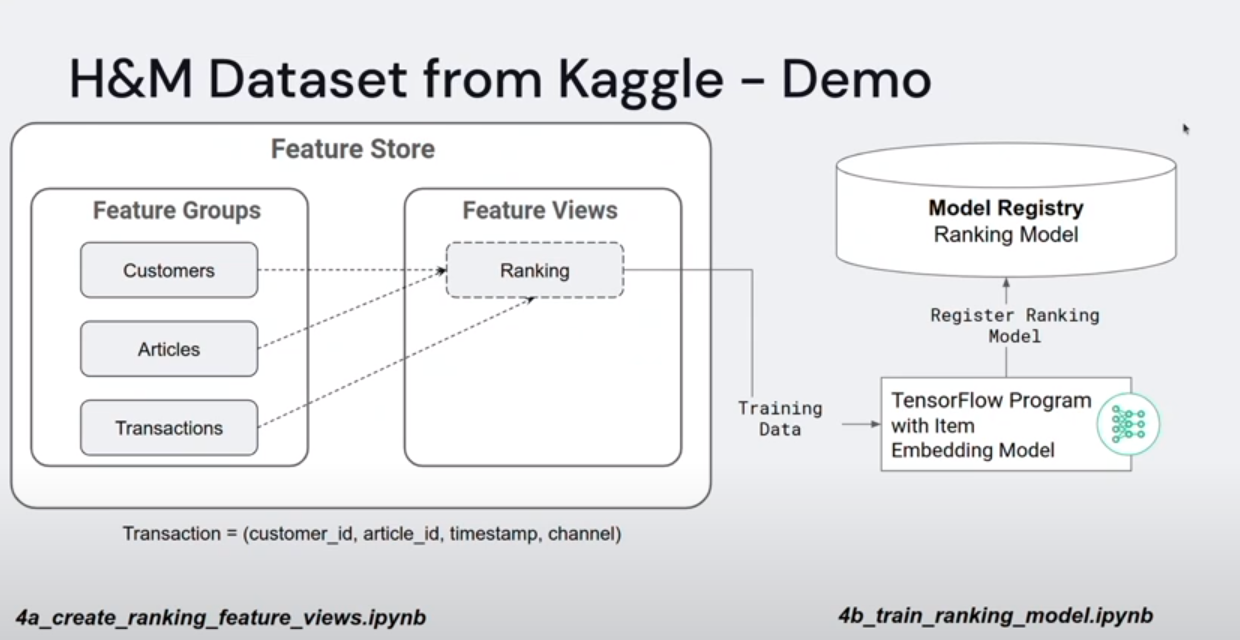 H&M Dataset from Kaggle - Demo
Feature Store
Feature Groups
Customers
Articles
Transactions
Feature Views
Ranking
Training
Data
Model Registry
Ranking Model
Register Ranking
Model
TensorFlow Program
with Item
Embedding Model
Transaction = (customer_id, article_id, timestamp, channel)
4a_create_ranking_feature_views.ipynb
4b_train_ranking_model.ipynb